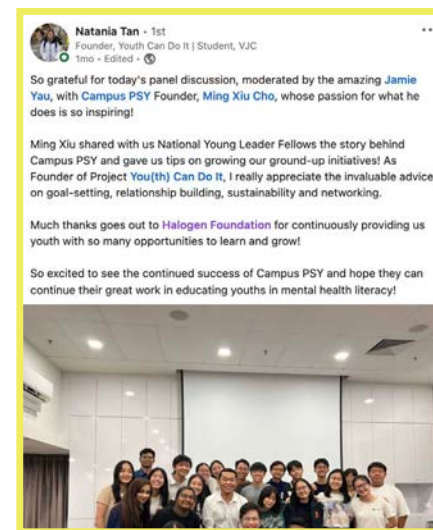 Natania Tan • 1st
Founder, Youth Can Do It | Student, VJC
1mo • Edited •
So grateful for today's panel discussion, moderated by the amazing Jamie
Yau, with Campus PSY Founder, Ming Xiu Cho, whose passion for what he
does is so inspiring!
Ming Xiu shared with us National Young Leader Fellows the story behind
Campus PSY and gave us tips on growing our ground-up initiatives! As
Founder of Project You(th) Can Do It, I really appreciate the invaluable advice
on goal-setting, relationship building, sustainability and networking.
Much thanks goes out to Halogen Foundation for continuously providing us
youth with so many opportunities to learn and grow!
So excited to see the continued success of Campus PSY and hope they can
continue their great work in educating youths in mental health literacy!